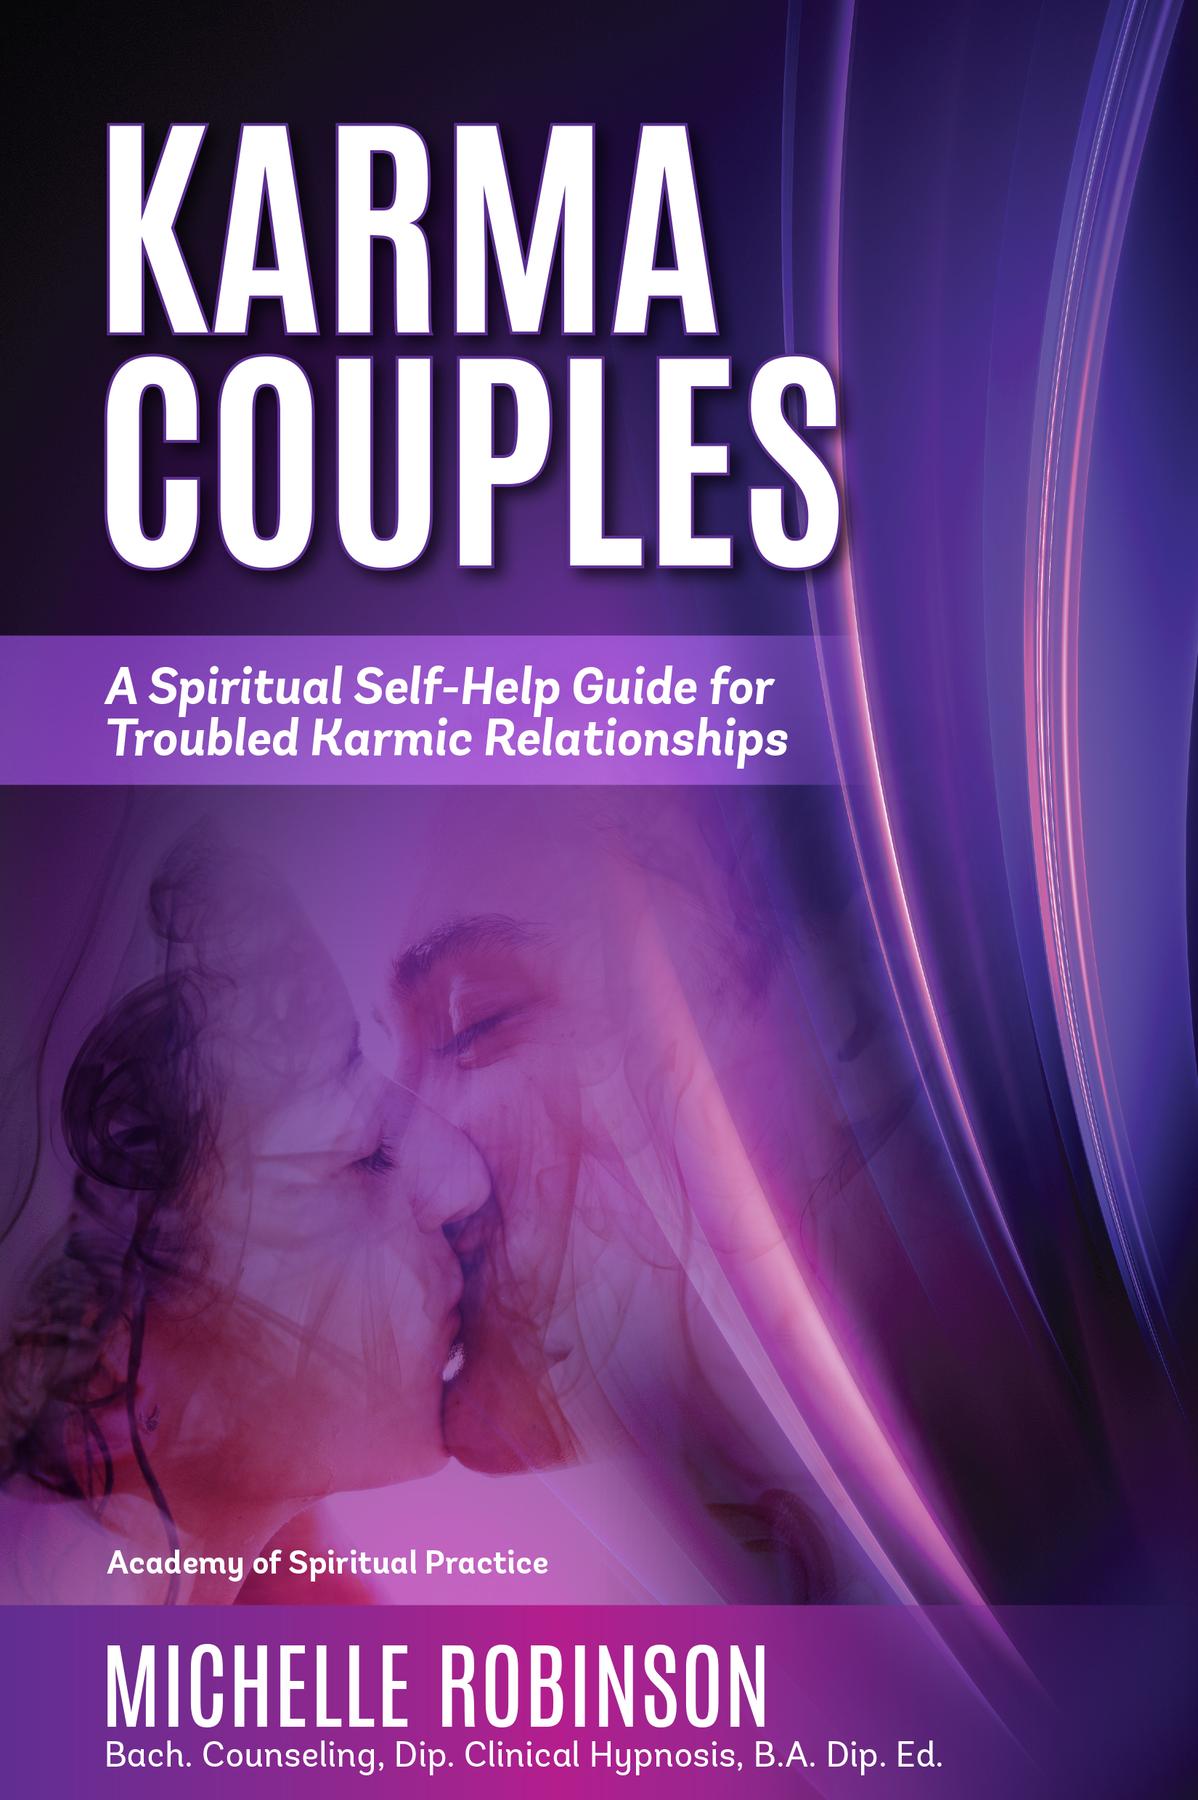 KARMA
COUPLES
A Spiritual Self-Help Guide for
Troubled Karmic Relationships
Academy of Spiritual Practice
MICHELLE ROBINSON
Bach. Counseling, Dip. Clinical Hypnosis, B.A. Dip. Ed.